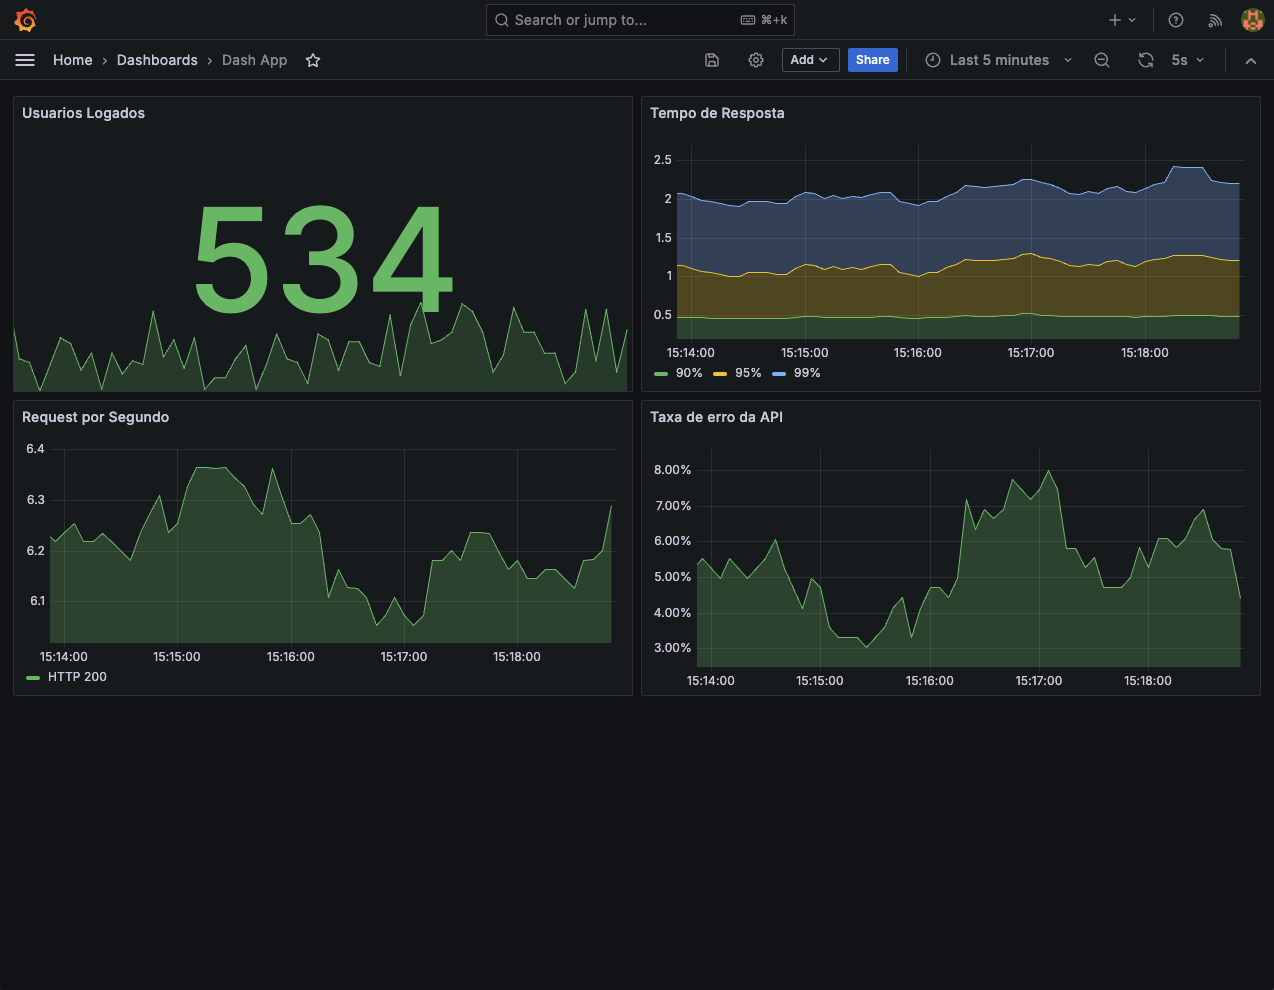 Search or jump to... ⌘+k
Home › Dashboards › Dash App
Add
Share
Last 5 minutes
5s
Usuarios Logados
534
Tempo de Resposta
2.5
2
1.5
1
0.5
15:14:00 15:15:00 15:16:00 15:17:00 15:18:00
90% 95% 99%
Request por Segundo
6.4
6.3
6.2
6.1
15:14:00 15:15:00 15:16:00 15:17:00 15:18:00
HTTP 200
Taxa de erro da API
8.00%
7.00%
6.00%
5.00%
4.00%
3.00%
15:14:00 15:15:00 15:16:00 15:17:00 15:18:00